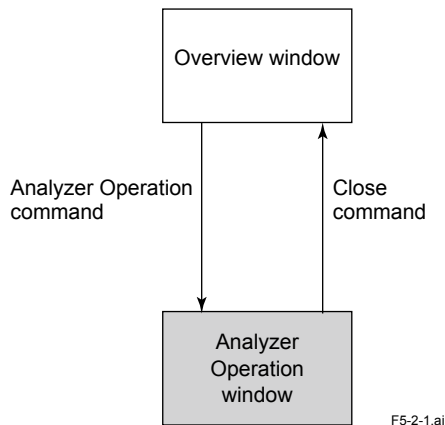 Overview window
Analyzer Operation
command
Close
command
Analyzer
Operation
window
F5-2-1.ai